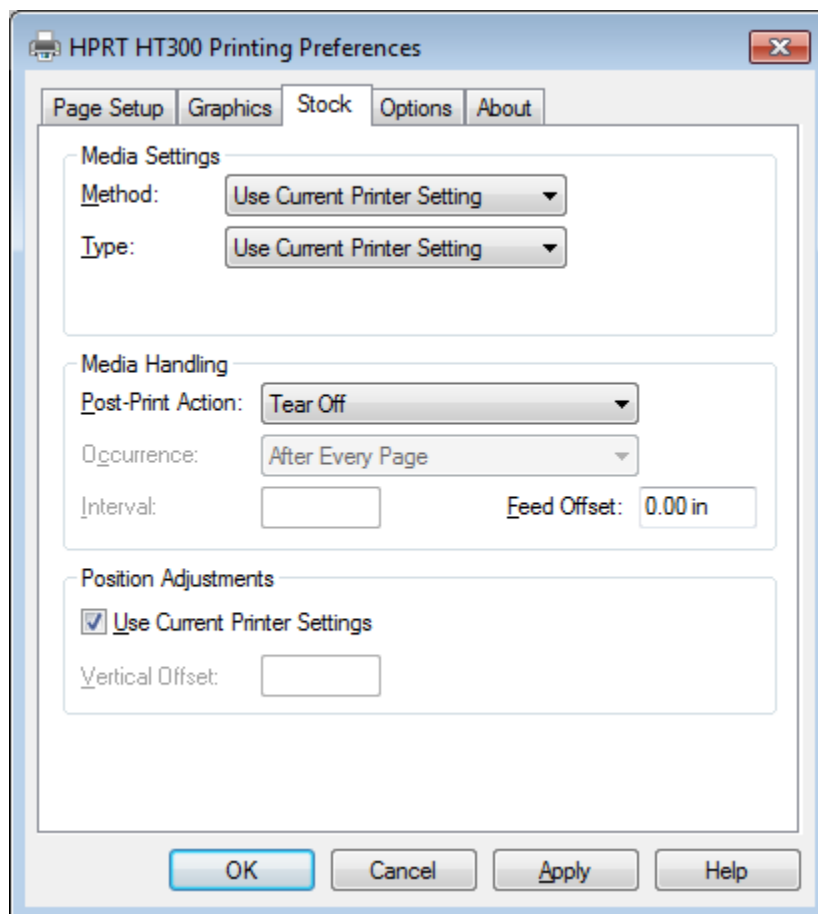 HPRT HT300 Printing Preferences
Page Setup Graphics Stock Options About
Media Settings
Method: Use Current Printer Setting
Type: Use Current Printer Setting
Media Handling
Post-Print Action: Tear Off
Occurrence: After Every Page
Interval: Feed Offset: 0.00 in
Position Adjustments
Use Current Printer Settings
Vertical Offset:
OK Cancel Apply Help